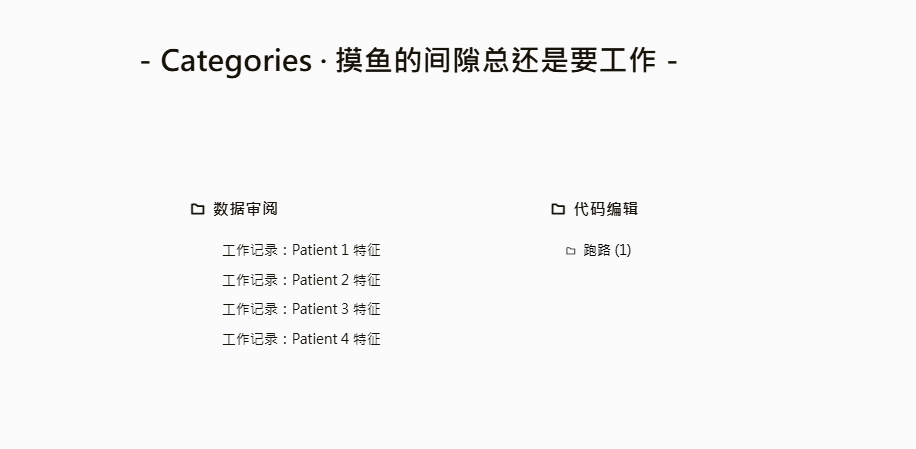 - Categories · 摸鱼的间隙总还是要工作 -
数据审阅
工作记录：Patient 1 特征
工作记录：Patient 2 特征
工作记录：Patient 3 特征
工作记录：Patient 4 特征
代码编辑
跑路 (1)